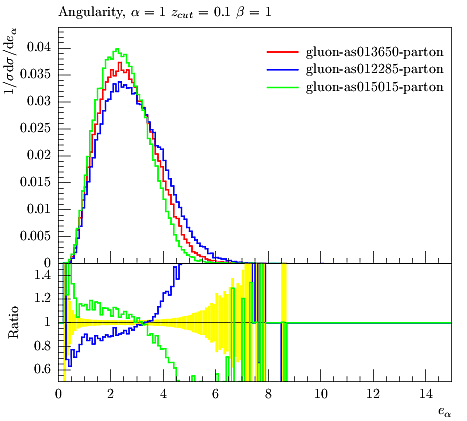 Angularity, α = 1 z_cut = 0.1 β = 1
1/σ dσ/de_α
0.04
0.035
0.03
0.025
0.02
0.015
0.01
0.005
0
gluon-as013650-parton
gluon-as012285-parton
gluon-as015015-parton
Ratio
1.4
1.2
1
0.8
0.6
0 2 4 6 8 10 12 14
e_α